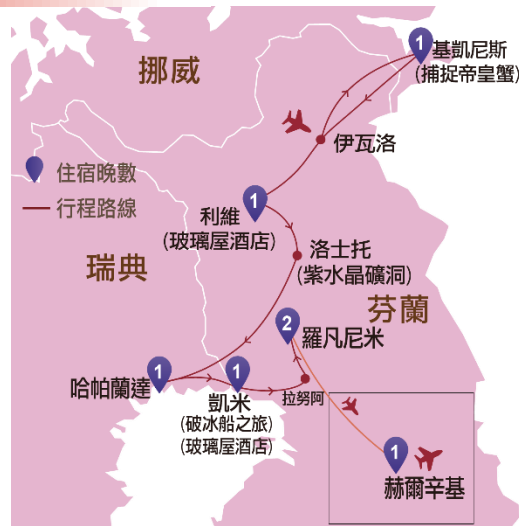 挪威
1
基凱尼斯
(捕捉帝皇蟹)
伊瓦洛
住宿晚數
行程路線
1
利維
(玻璃屋酒店)
洛士托
(紫水晶礦洞)
瑞典
芬蘭
2
羅凡尼米
1
哈帕蘭達
1
凱米
(破冰船之旅)
(玻璃屋酒店)
拉努阿
1
赫爾辛基